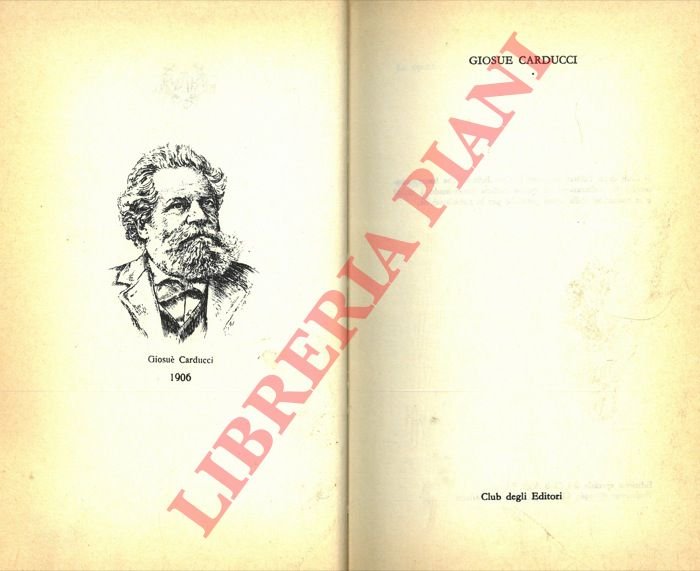 Giosuè Carducci
1906
GIOSUE CARDUCCI
Club degli Editori
LIBRERIA PIANI